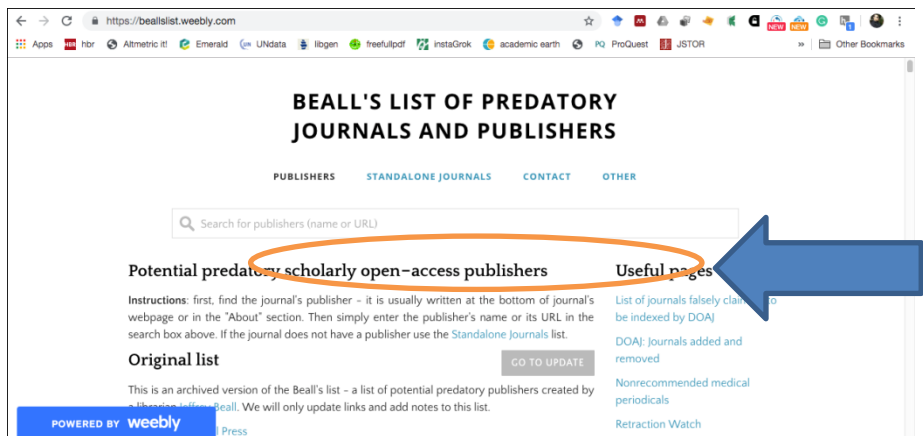 https://beallslist.weebly.com
Apps HBR hbr Altmetric it! Emerald UNdata libgen freefullpdf instaGrok academic earth PQ ProQuest JSTOR » Other Bookmarks
NEW NEW
BEALL'S LIST OF PREDATORY
JOURNALS AND PUBLISHERS
PUBLISHERS STANDALONE JOURNALS CONTACT OTHER
Search for publishers (name or URL)
Potential predatory scholarly open-access publishers
Instructions: first, find the journal's publisher - it is usually written at the bottom of journal's
webpage or in the "About" section. Then simply enter the publisher's name or its URL in the
search box above. If the journal does not have a publisher use the Standalone Journals list.
Original list
GO TO UPDATE
This is an archived version of the Beall's list - a list of potential predatory publishers created by
a librarian Jeffrey Beall. We will only update links and add notes to this list.
l Press
Useful pages
List of journals falsely to
be indexed by DOAJ
DOAJ: Journals added and
removed
Nonrecommended medical
periodicals
Retraction Watch
POWERED BY weebly